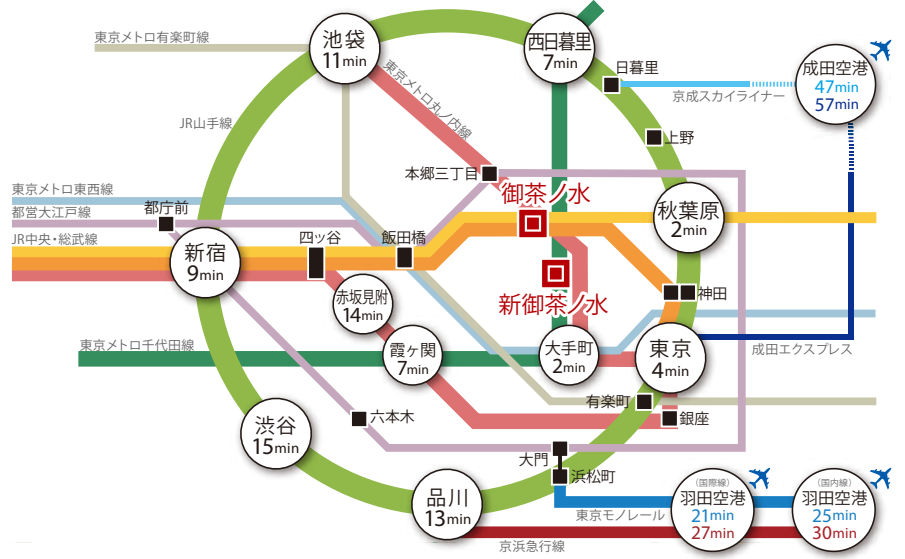 東京メトロ有楽町線
池袋
11min
西日暮里
7min
日暮里
京成スカイライナー
成田空港
47min
57min
東京メトロ丸ノ内線
JR山手線
上野
本郷三丁目
御茶ノ水
秋葉原
2min
東京メトロ東西線
都営大江戸線
都庁前
JR中央・総武線
新宿
9min
四ッ谷
飯田橋
新御茶ノ水
神田
赤坂見附
14min
東京メトロ千代田線
霞ヶ関
7min
大手町
2min
東京
4min
成田エクスプレス
有楽町
銀座
六本木
渋谷
15min
大門
浜松町
品川
13min
東京モノレール
京浜急行線
(国際線)
羽田空港
21min
27min
(国内線)
羽田空港
25min
30min